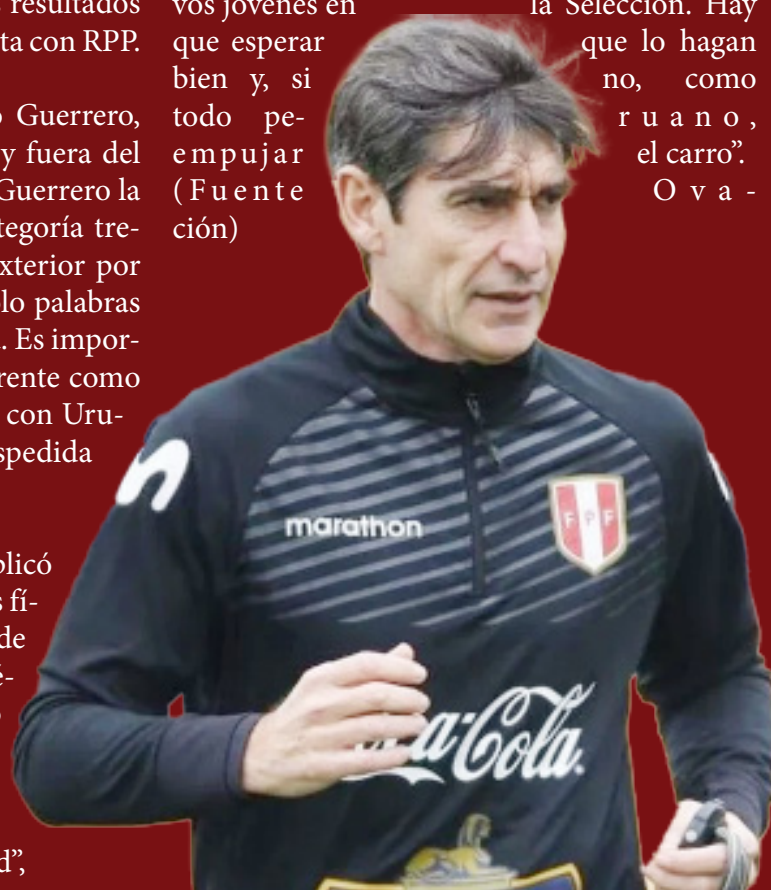 resultados
ta con RPP.
Guerrero,
y fuera del
Guerrero la
tegoría tre-
xterior por
lo palabras
. Es impor-
rente como
con Uru-
spedida
plicó
s fí-
de
é-
d”,
vos jóvenes en la Selección. Hay
que esperar que lo hagan
bien y, si no, como
todo pe- ruano,
empujar el carro”.
(Fuente Ova-
ción)
marathon
FPF
a-Cola.